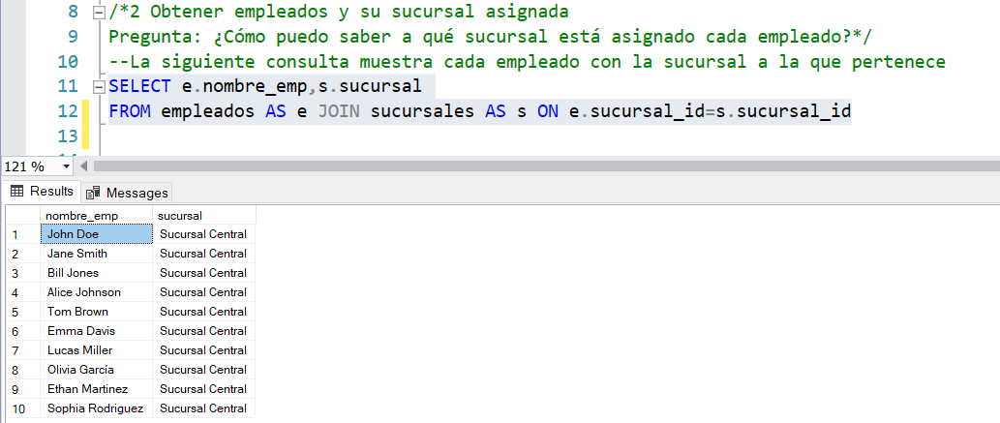 8 /*2 Obtener empleados y su sucursal asignada
9 Pregunta: ¿Cómo puedo saber a qué sucursal está asignado cada empleado?*/
10 --La siguiente consulta muestra cada empleado con la sucursal a la que pertenece
11 SELECT e.nombre_emp,s.sucursal
12 FROM empleados AS e JOIN sucursales AS s ON e.sucursal_id=s.sucursal_id
13
121 %
Results Messages
nombre_emp sucursal
1 John Doe Sucursal Central
2 Jane Smith Sucursal Central
3 Bill Jones Sucursal Central
4 Alice Johnson Sucursal Central
5 Tom Brown Sucursal Central
6 Emma Davis Sucursal Central
7 Lucas Miller Sucursal Central
8 Olivia García Sucursal Central
9 Ethan Martinez Sucursal Central
10 Sophia Rodriguez Sucursal Central